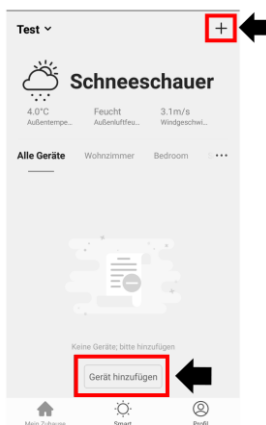 Test
Schneeschauer
4.0°C Feucht 3.1m/s
Außentempe... Außenluftfeu... Windgeschwi...
Alle Geräte Wohnzimmer Bedroom S ...
Keine Geräte; bitte hinzufügen
Gerät hinzufügen
Mein Zuhause Smart Profil